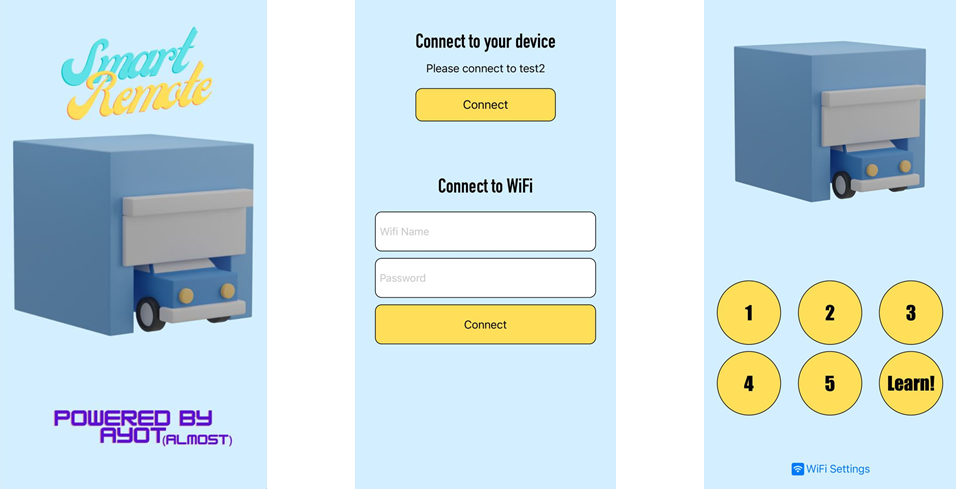 Smart
Remote
POWERED BY
AYOT(ALMOST)
Connect to your device
Please connect to test2
Connect
Connect to WiFi
Wifi Name
Password
Connect
1
2
3
4
5
Learn!
WiFi Settings